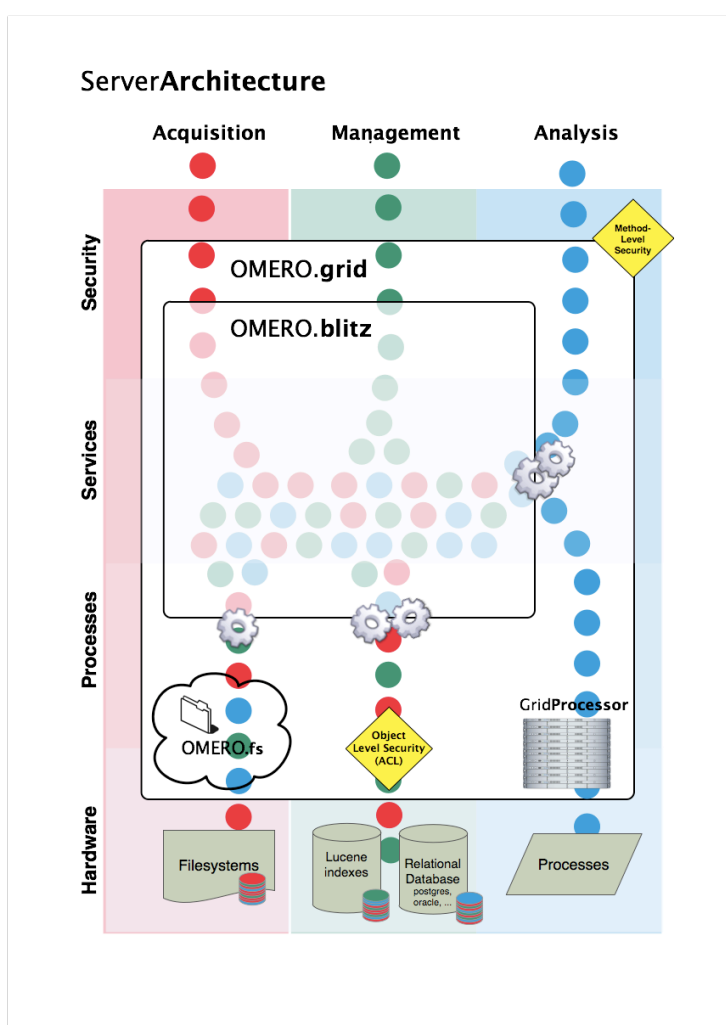 ServerArchitecture
Acquisition
Management
Analysis
Security
Method-
Level
Security
OMERO.grid
OMERO.blitz
Services
Processes
GridProcessor
OMERO.fs
Object
Level Security
(ACL)
Hardware
Filesystems
Lucene
indexes
Relational
Database
postgres,
oracle, ...
Processes